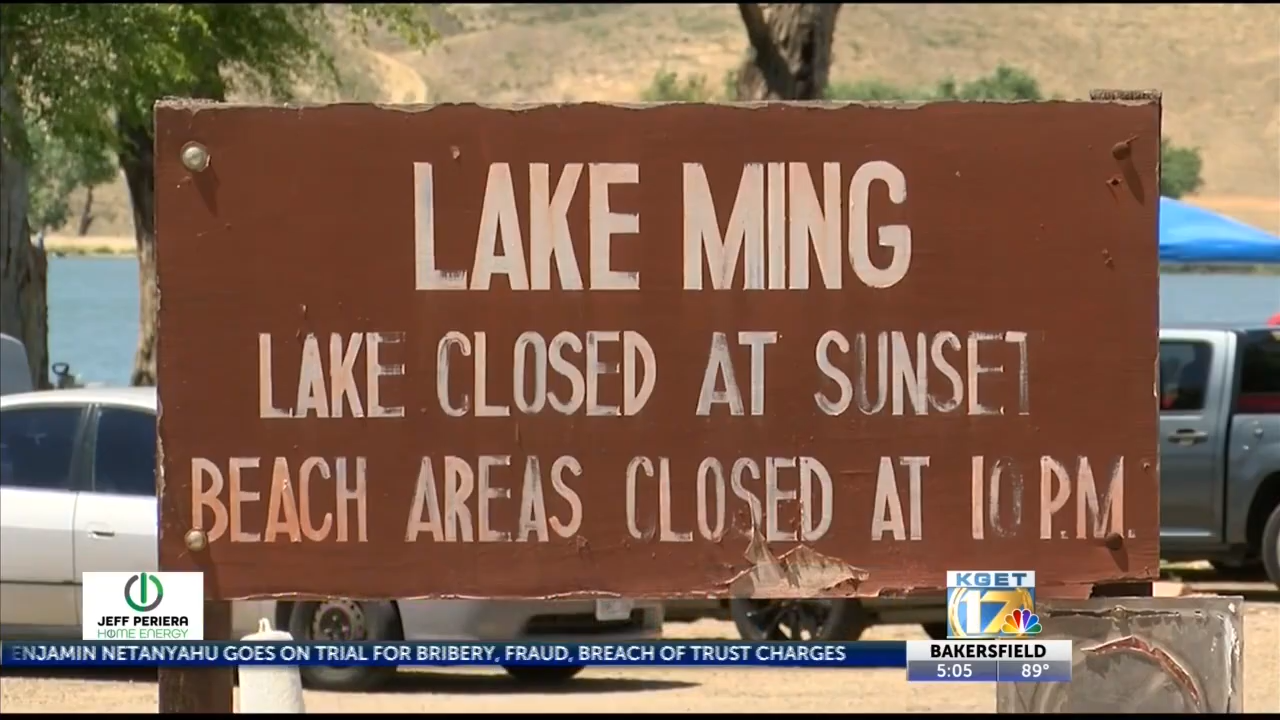 LAKE MING
LAKE CLOSED AT SUNSET
BEACH AREAS CLOSED AT 10 P.M.
JEFF PERIERA
HOME ENERGY
KGET
17
ENJAMIN NETANYAHU GOES ON TRIAL FOR BRIBERY, FRAUD, BREACH OF TRUST CHARGES
BAKERSFIELD
5:05 89°